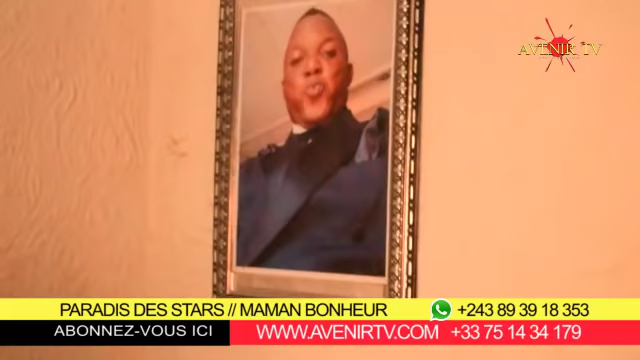 AVENIR TV
PARADIS DES STARS // MAMAN BONHEUR +243 89 39 18 353
ABONNEZ-VOUS ICI WWW.AVENIRTV.COM +33 75 14 34 179